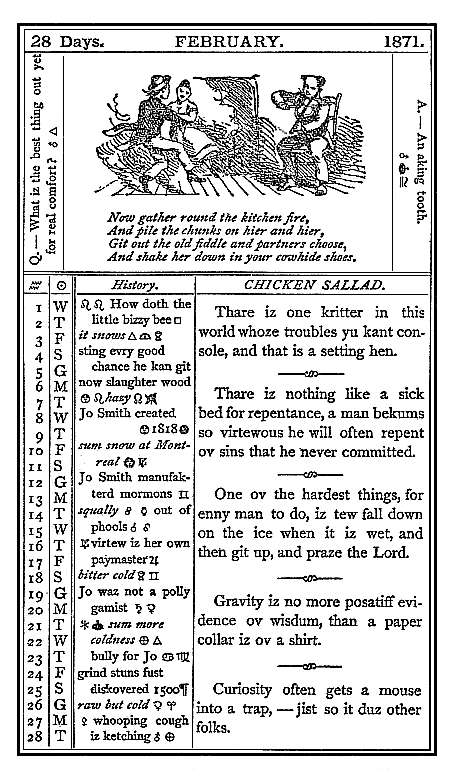 28 Days. FEBRUARY. 1871.
Q.—What iz the best thing out yet
for real comfort? ☌ △
A.—An aking tooth.
Now gather round the kitchen fire,
And pile the chunks on hier and hier,
Git out the old fiddle and partners choose,
And shake her down in your cowhide shoes.
History.
1 W ♌ ♌ How doth the
2 T little bizzy bee □
3 F it snows
4 S sting evry good
5 G chance he kan git
6 M now slaughter wood
7 T hazy
8 W Jo Smith created
9 T 1818
10 F sum snow at Mont-
11 S real
12 G Jo Smith manufak-
13 M terd mormons ♊
14 T squally 8 ♀ out of
15 W phools
16 T virtew iz her own
17 F paymaster ♃
18 S bitter cold ♊
19 G Jo waz not a polly
20 M gamist
21 T sum more
22 W coldness ⊕ △
23 T bully for Jo
24 F grind stuns fust
25 S diskovered 1500¶
26 G raw but cold ♀ ♈
27 M whooping cough
28 T iz ketching ♁ ⊕
CHICKEN SALLAD.
Thare iz one kritter in this
world whoze troubles yu kant con-
sole, and that is a setting hen.
Thare iz nothing like a sick
bed for repentance, a man bekums
so virtewous he will often repent
ov sins that he never committed.
One ov the hardest things, for
enny man to do, iz tew fall down
on the ice when it iz wet, and
then git up, and praze the Lord.
Gravity iz no more posatiff evi-
dence ov wisdum, than a paper
collar iz ov a shirt.
Curiosity often gets a mouse
into a trap,—jist so it duz other
folks.